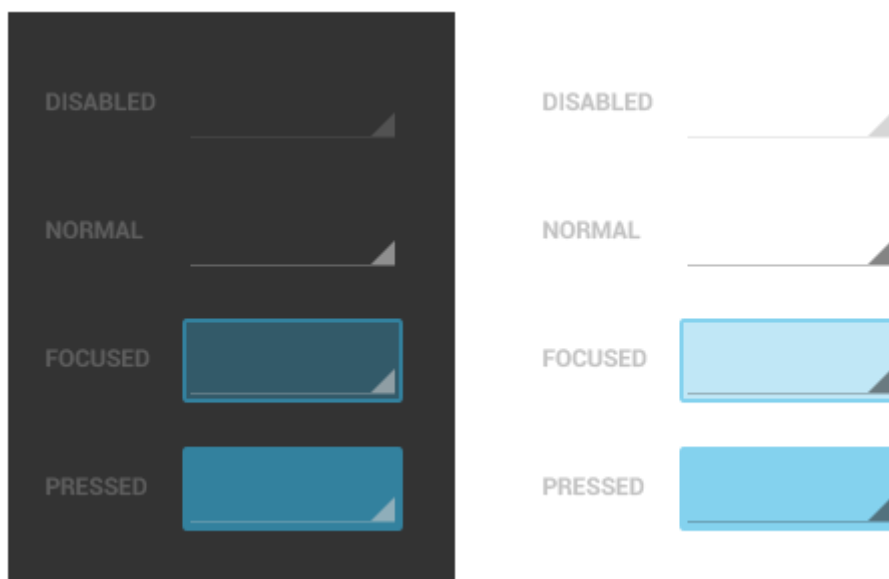 DISABLED
NORMAL
FOCUSED
PRESSED
DISABLED
NORMAL
FOCUSED
PRESSED